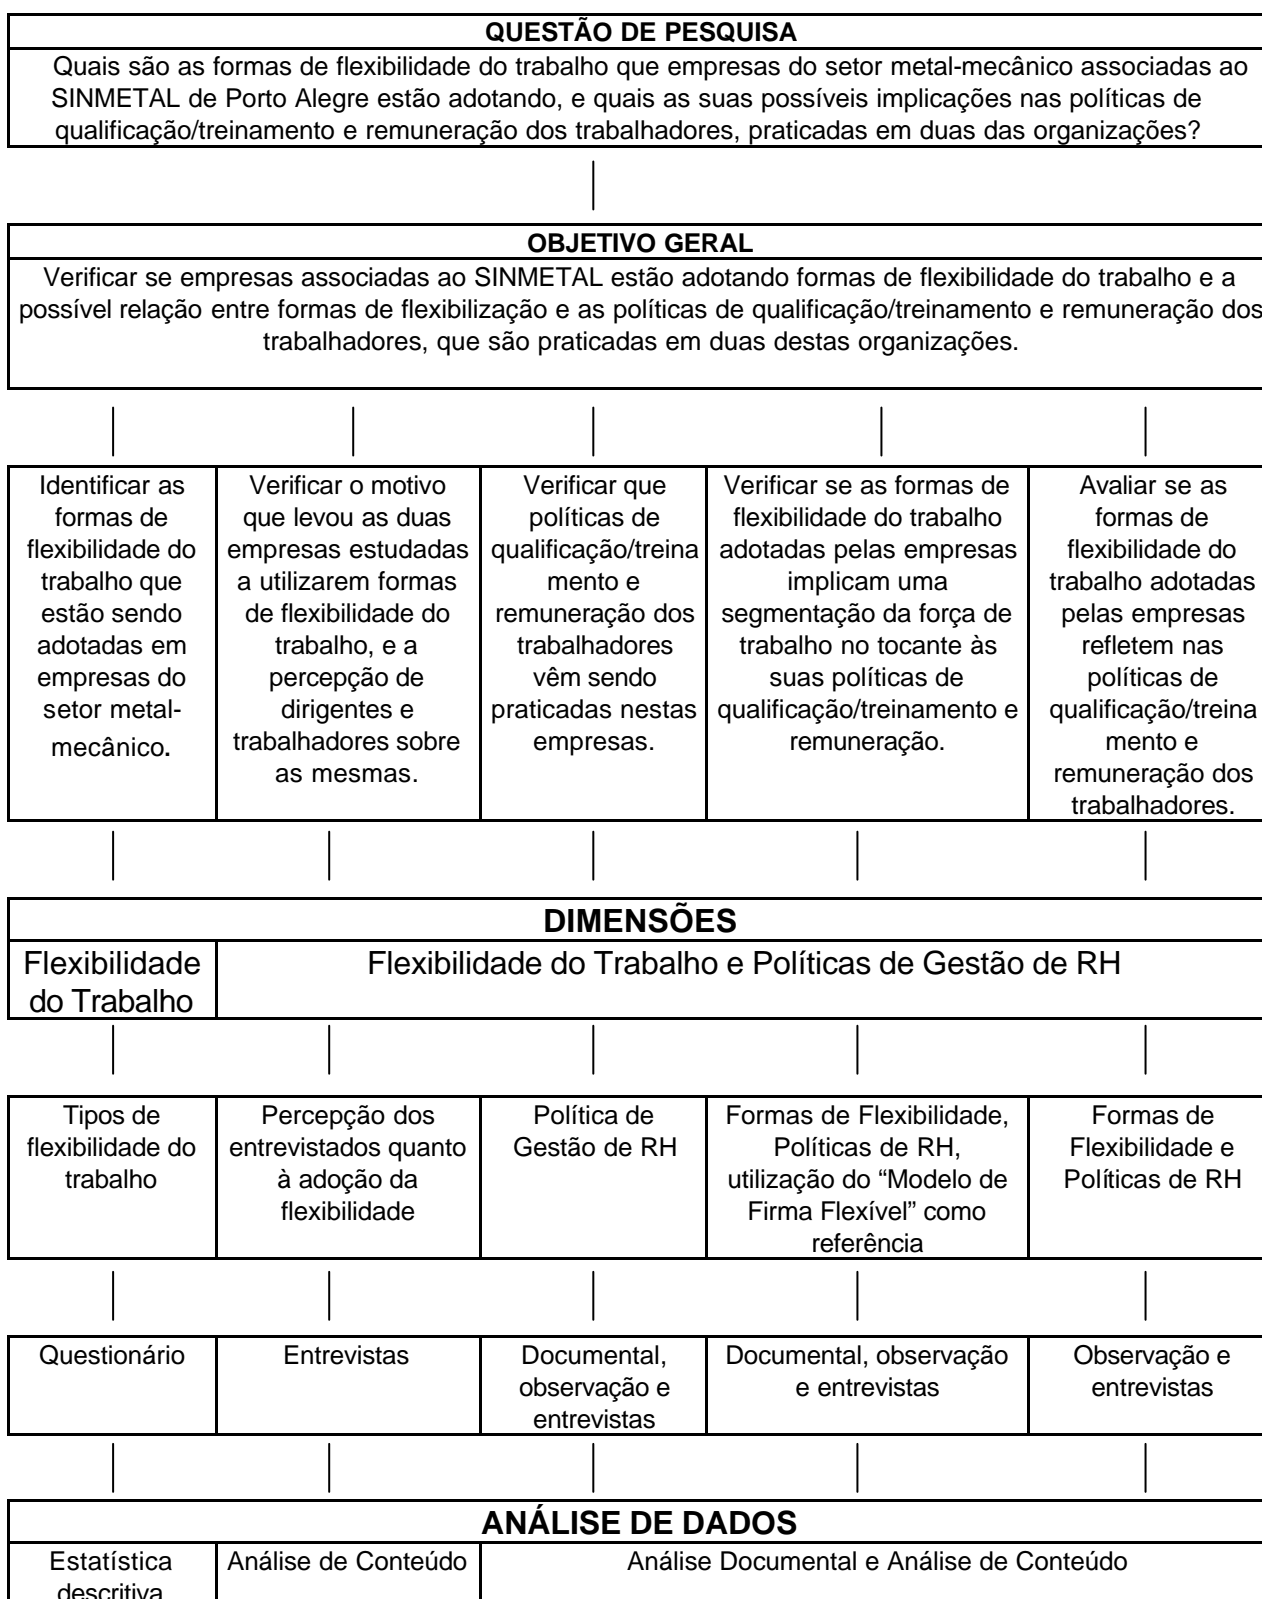 QUESTÃO DE PESQUISA
Quais são as formas de flexibilidade do trabalho que empresas do setor metal-mecânico associadas ao
SINMETAL de Porto Alegre estão adotando, e quais as suas possíveis implicações nas políticas de
qualificação/treinamento e remuneração dos trabalhadores, praticadas em duas das organizações?
OBJETIVO GERAL
Verificar se empresas associadas ao SINMETAL estão adotando formas de flexibilidade do trabalho e a
possível relação entre formas de flexibilização e as políticas de qualificação/treinamento e remuneração dos
trabalhadores, que são praticadas em duas destas organizações.
Identificar as
formas de
flexibilidade do
trabalho que
estão sendo
adotadas em
empresas do
setor metal-
mecânico.
Verificar o motivo
que levou as duas
empresas estudadas
a utilizarem formas
de flexibilidade do
trabalho, e a
percepção de
dirigentes e
trabalhadores sobre
as mesmas.
Verificar que
políticas de
qualificação/treina
mento e
remuneração dos
trabalhadores
vêm sendo
praticadas nestas
empresas.
Verificar se as formas de
flexibilidade do trabalho
adotadas pelas empresas
implicam uma
segmentação da força de
trabalho no tocante às
suas políticas de
qualificação/treinamento e
remuneração.
Avaliar se as
formas de
flexibilidade do
trabalho adotadas
pelas empresas
refletem nas
políticas de
qualificação/treina
mento e
remuneração dos
trabalhadores.
DIMENSÕES
Flexibilidade
do Trabalho
Flexibilidade do Trabalho e Políticas de Gestão de RH
Tipos de
flexibilidade do
trabalho
Percepção dos
entrevistados quanto
à adoção da
flexibilidade
Política de
Gestão de RH
Formas de Flexibilidade,
Políticas de RH,
utilização do “Modelo de
Firma Flexível” como
referência
Formas de
Flexibilidade e
Políticas de RH
Questionário
Entrevistas
Documental,
observação e
entrevistas
Documental, observação
e entrevistas
Observação e
entrevistas
ANÁLISE DE DADOS
Estatística
descritiva
Análise de Conteúdo
Análise Documental e Análise de Conteúdo